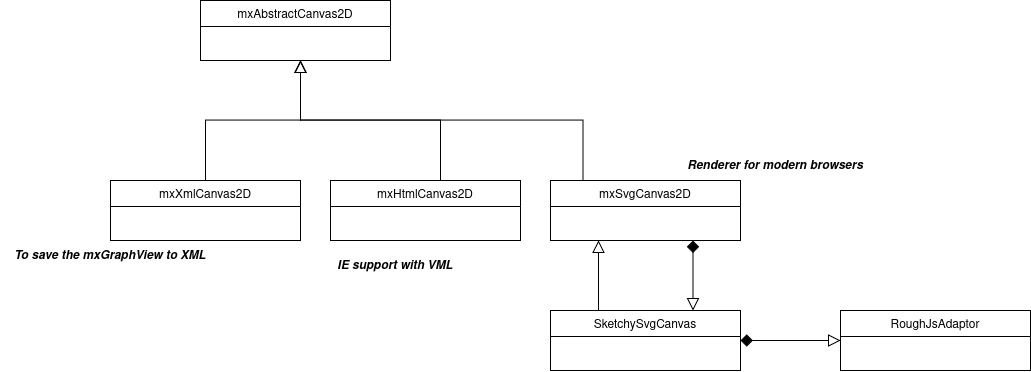 mxAbstractCanvas2D
Renderer for modern browsers
mxXmlCanvas2D
mxHtmlCanvas2D
mxSvgCanvas2D
To save the mxGraphView to XML
IE support with VML
SketchySvgCanvas
RoughJsAdaptor